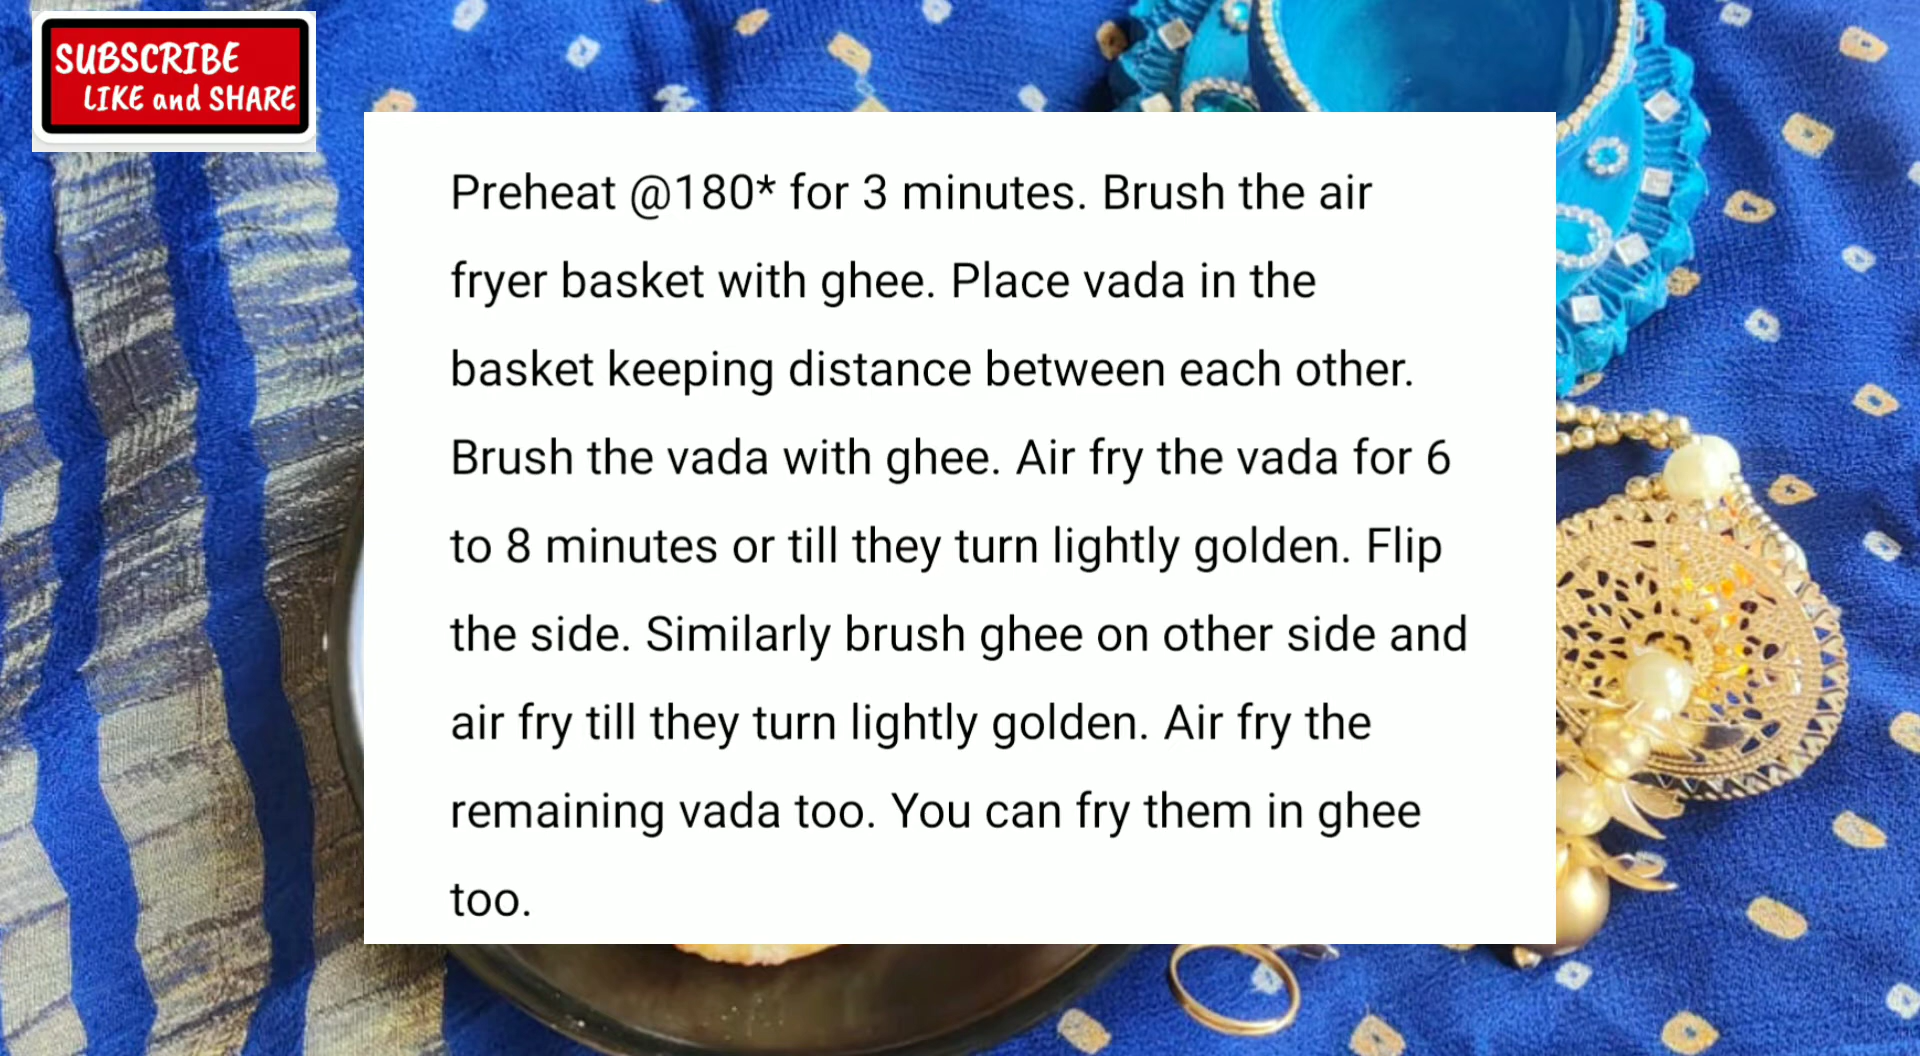 SUBSCRIBE
LIKE and SHARE
Preheat @180* for 3 minutes. Brush the air
fryer basket with ghee. Place vada in the
basket keeping distance between each other.
Brush the vada with ghee. Air fry the vada for 6
to 8 minutes or till they turn lightly golden. Flip
the side. Similarly brush ghee on other side and
air fry till they turn lightly golden. Air fry the
remaining vada too. You can fry them in ghee
too.